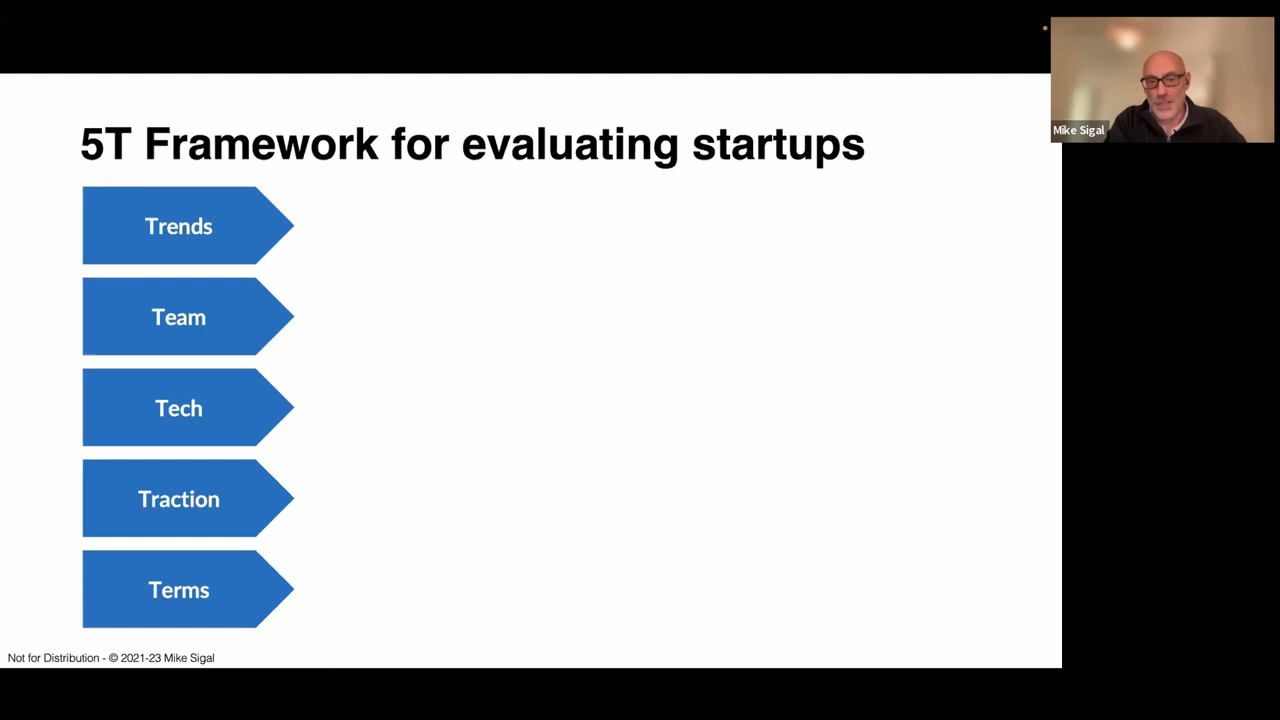 5T Framework for evaluating startups
Trends
Team
Tech
Traction
Terms
Not for Distribution - © 2021-23 Mike Sigal
Mike Sigal